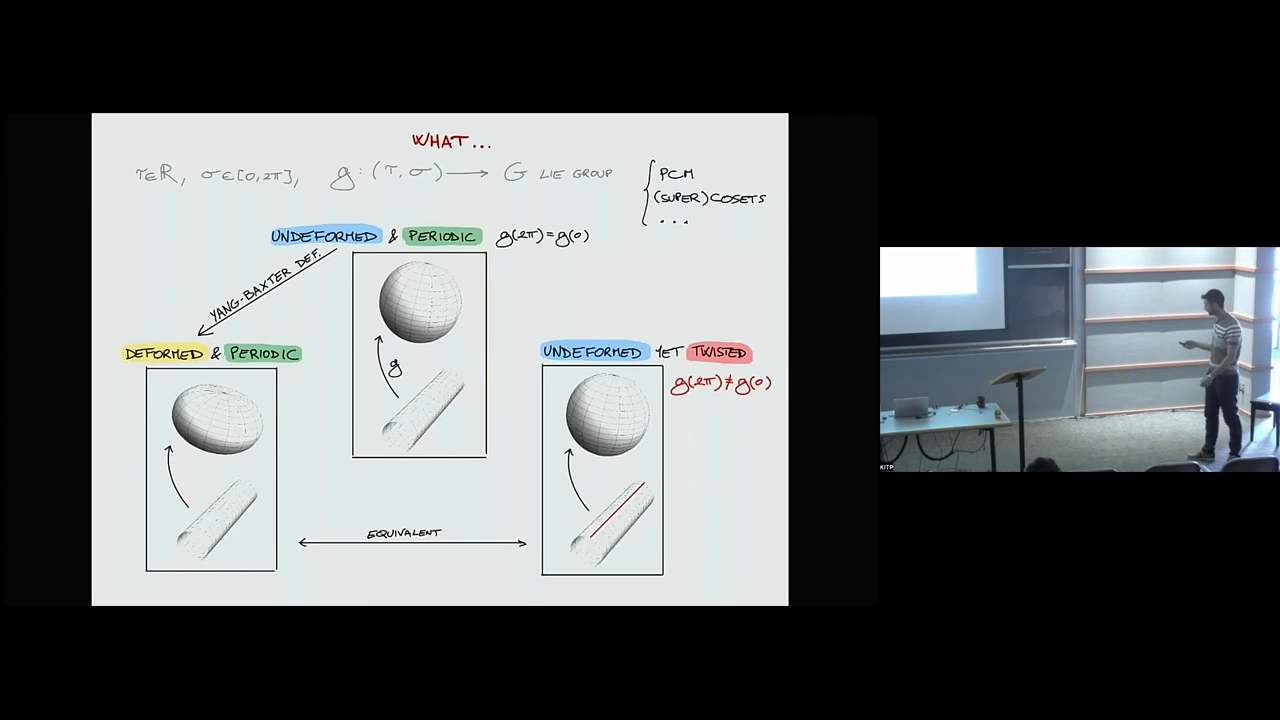 WHAT...
τ∈ℝ, σ∈[0,2π], g:(τ,σ)⟶G LIE GROUP
{ PCM
(SUPER)COSETS
...
UNDEFORMED & PERIODIC g(2π)=g(0)
YANG-BAXTER DEF.
DEFORMED & PERIODIC
g
UNDEFORMED YET TWISTED
g(2π)≠g(0)
EQUIVALENT
KITP